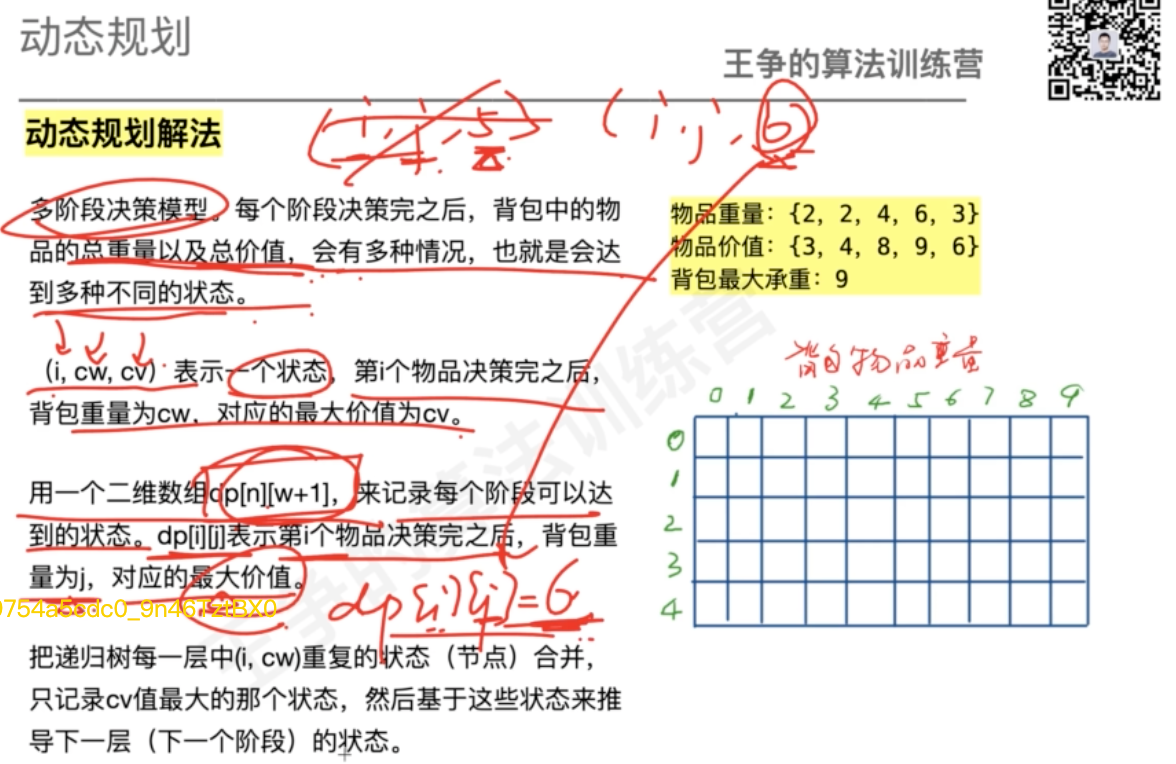 动态规划
王争的算法训练营
动态规划解法
(i, j, 5)
(i, j, 6)
多阶段决策模型。每个阶段决策完之后，背包中的物
品的总重量以及总价值，会有多种情况，也就是会达
到多种不同的状态。
（i, cw, cv）表示一个状态，第i个物品决策完之后，
背包重量为cw，对应的最大价值为cv。
用一个二维数组dp[n][w+1]，来记录每个阶段可以达
到的状态。dp[i][j]表示第i个物品决策完之后，背包重
量为j，对应的最大价值。
dp[i][j]=6
9754a5cdc0_9n46TztBX0
把递归树每一层中(i, cw)重复的状态（节点）合并，
只记录cv值最大的那个状态，然后基于这些状态来推
导下一层（下一个阶段）的状态。
物品重量：{2，2，4，6，3}
物品价值：{3，4，8，9，6}
背包最大承重：9
背包物品重量
0 1 2 3 4 5 6 7 8 9
0
1
2
3
4
王争的算法训练营